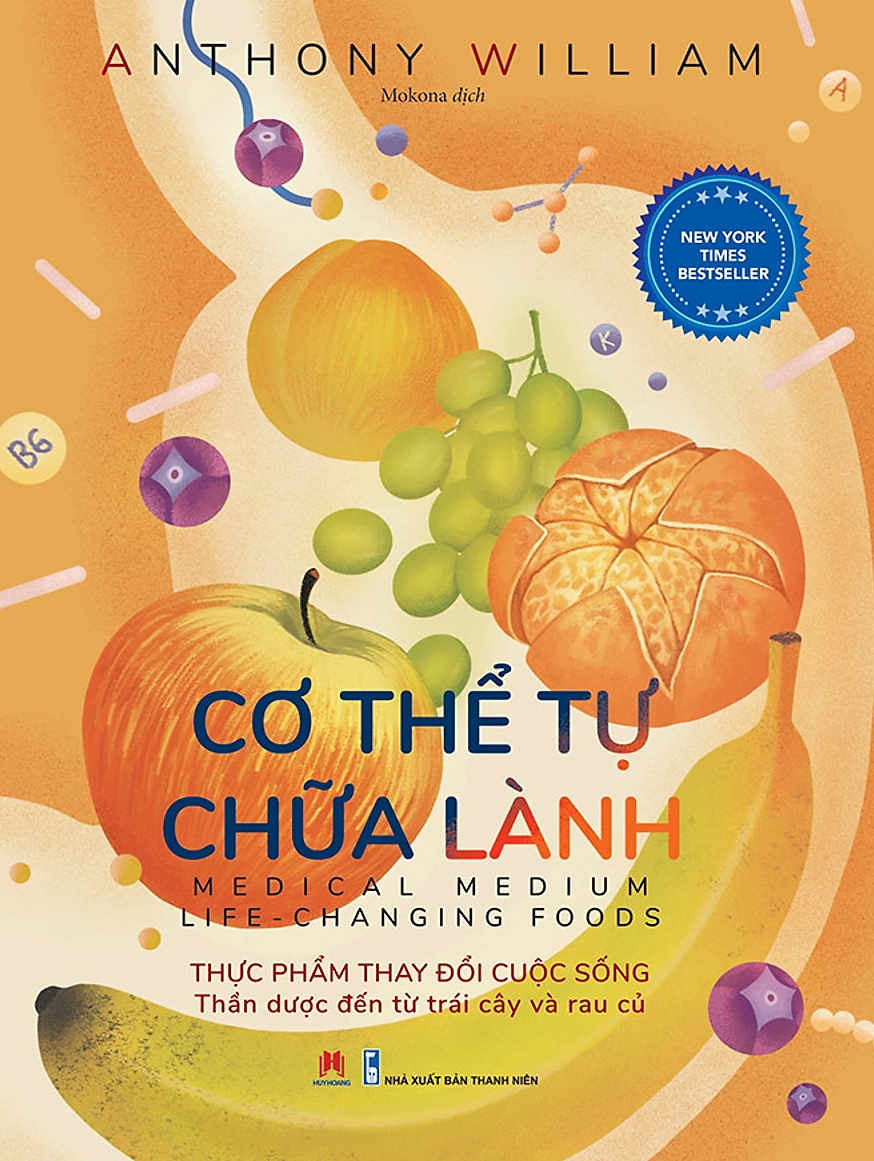 ANTHONY WILLIAM
Mokona dịch
A
NEW YORK
TIMES
BESTSELLER
K
B6
CƠ THỂ TỰ
CHỮA LÀNH
MEDICAL MEDIUM
LIFE-CHANGING FOODS
THỰC PHẨM THAY ĐỔI CUỘC SỐNG
Thần dược đến từ trái cây và rau củ
HUYHOANG
NHÀ XUẤT BẢN THANH NIÊN